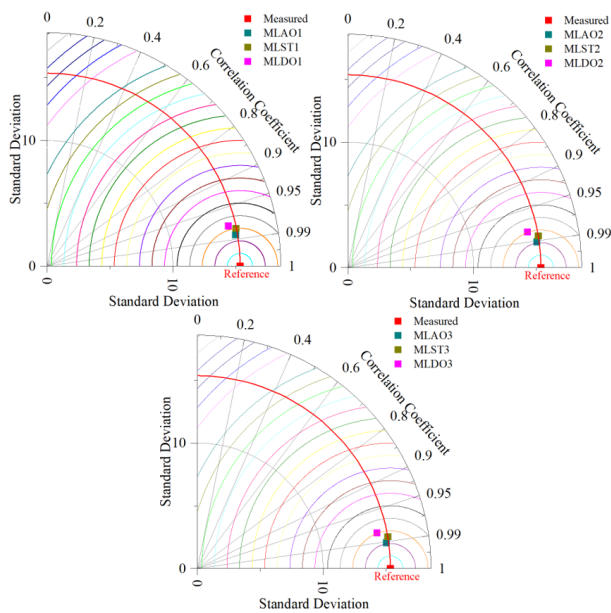 Measured
MLAO1
MLST1
MLDO1
0
0.2
0.4
0.6
0.8
0.9
0.95
0.99
1
Correlation Coefficient
Standard Deviation
10
0
0
10
Reference
Standard Deviation
Measured
MLAO2
MLST2
MLDO2
0
0.2
0.4
0.6
0.8
0.9
0.95
0.99
1
Correlation Coefficient
Standard Deviation
10
0
0
10
Reference
Standard Deviation
Measured
MLAO3
MLST3
MLDO3
0
0.2
0.4
0.6
0.8
0.9
0.95
0.99
1
Correlation Coefficient
Standard Deviation
10
0
0
10
Reference
Standard Deviation